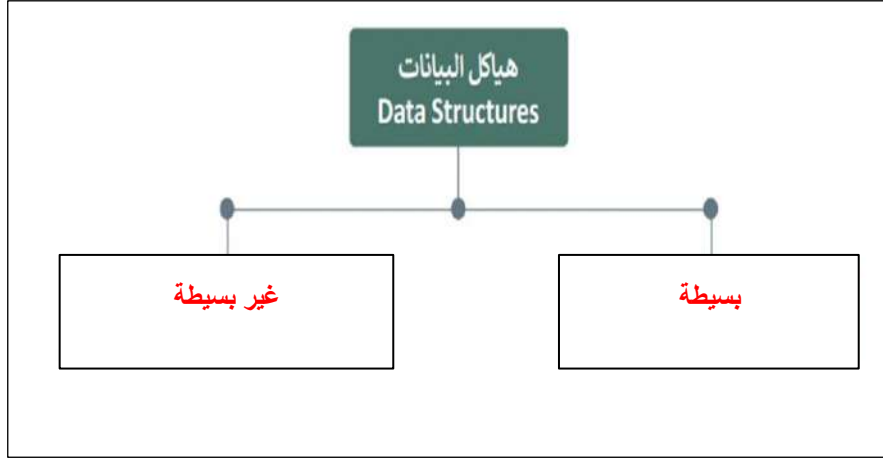 هياكل البيانات
Data Structures
بسيطة
غير بسيطة